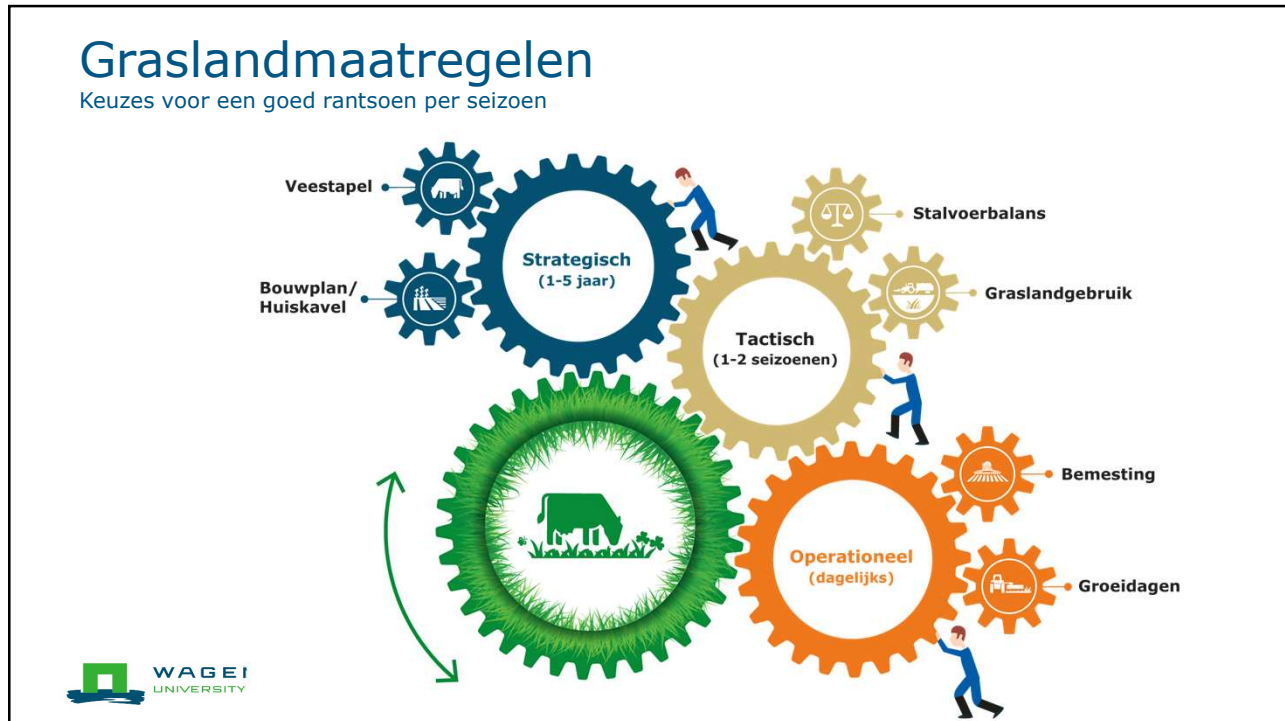 Graslandmaatregelen
Keuzes voor een goed rantsoen per seizoen
Veestapel
Bouwplan/
Huiskavel
Strategisch
(1-5 jaar)
Stalvoerbalans
Graslandgebruik
Tactisch
(1-2 seizoenen)
Bemesting
Groeidagen
Operationeel
(dagelijks)
UNIVERSITY